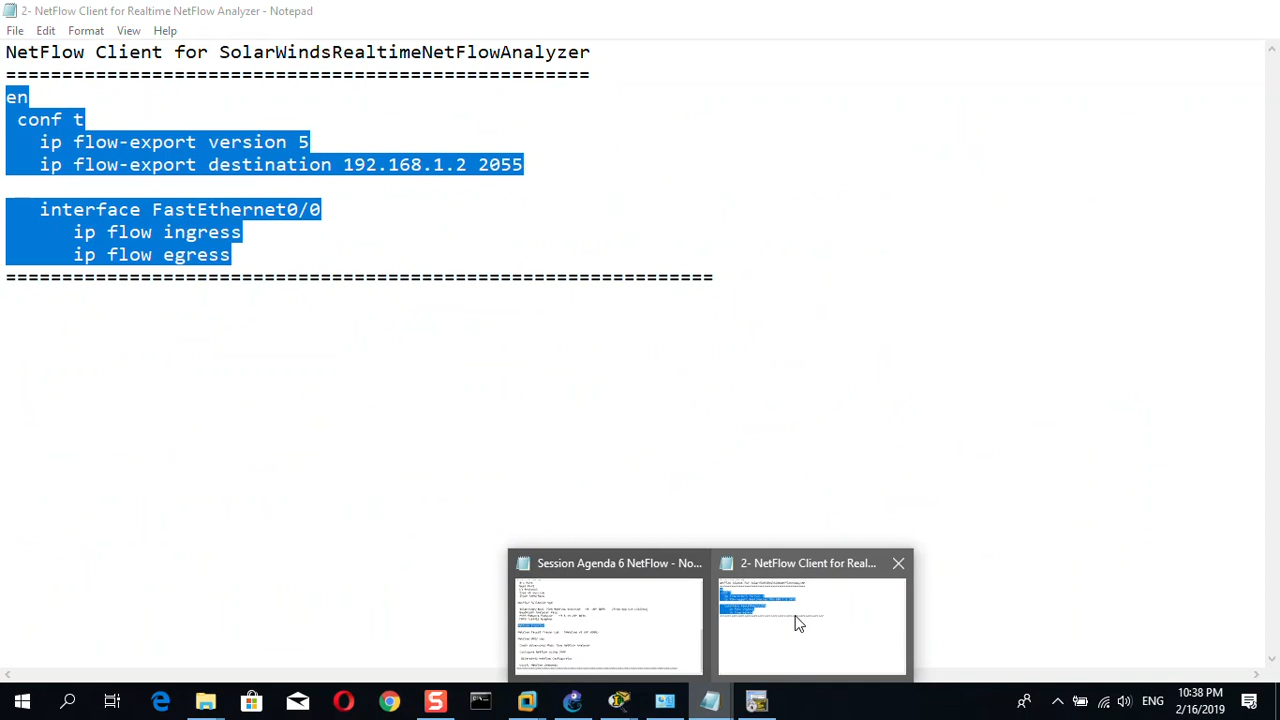 2- NetFlow Client for Realtime NetFlow Analyzer - Notepad
File Edit Format View Help
NetFlow Client for SolarWindsRealtimeNetFlowAnalyzer
====================================================
en
conf t
ip flow-export version 5
ip flow-export destination 192.168.1.2 2055
interface FastEthernet0/0
ip flow ingress
ip flow egress
===============================================================
Session Agenda 6 NetFlow - No...
2- NetFlow Client for Real...
ENG
10:38 PM
2/16/2019